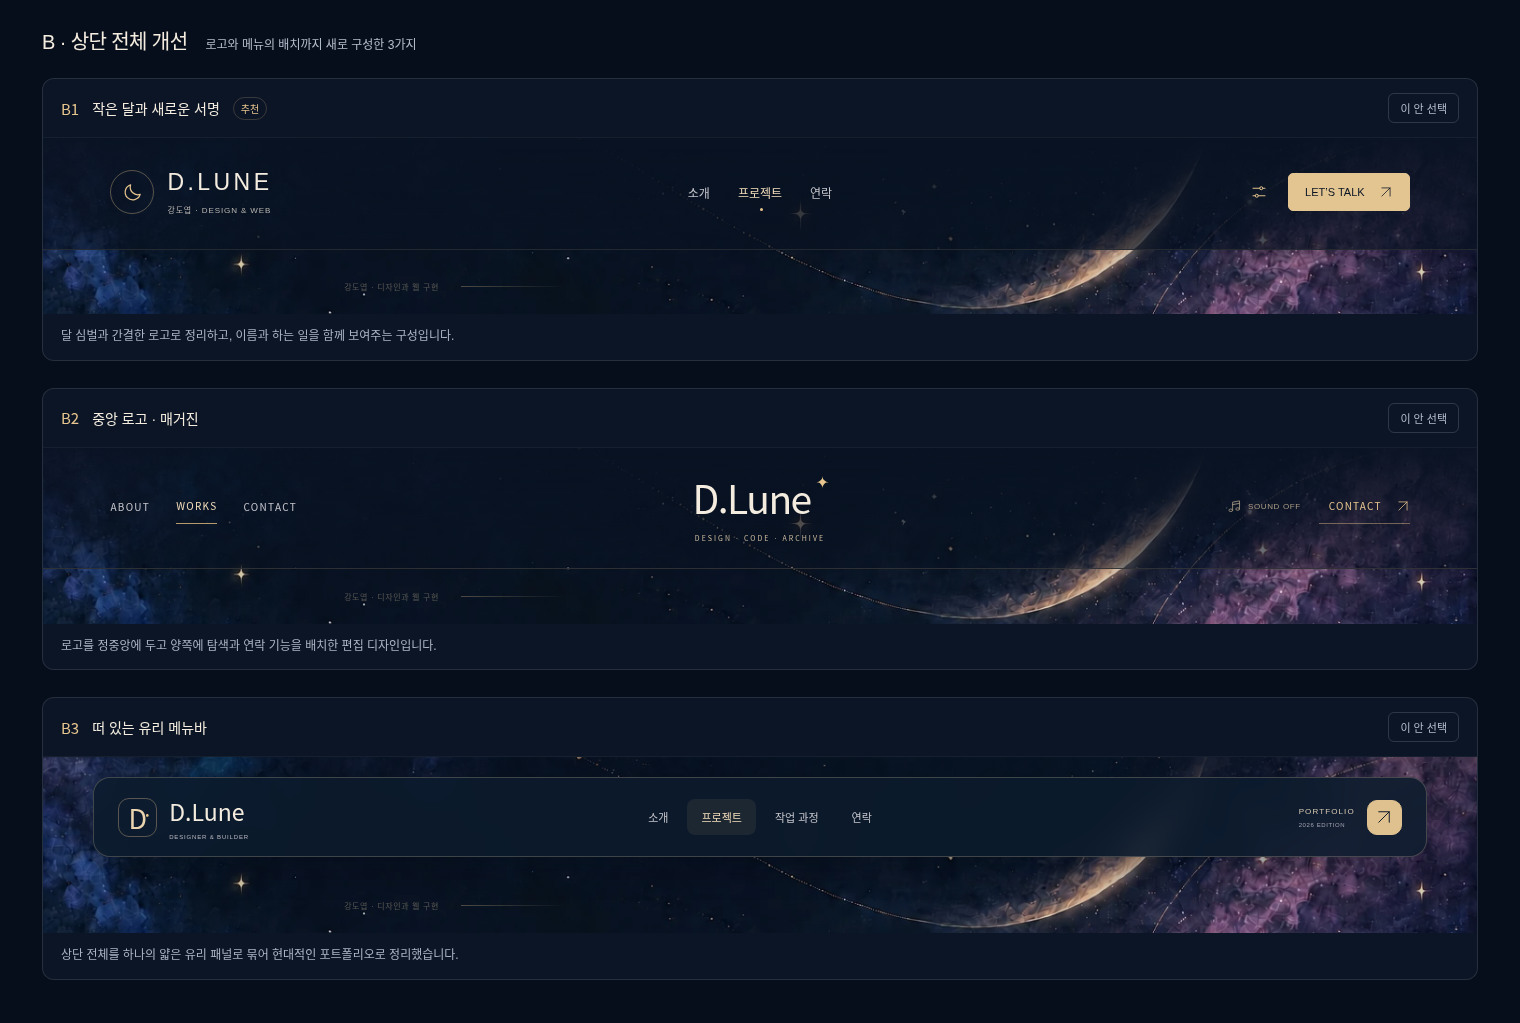 B · 상단 전체 개선 로고와 메뉴의 배치까지 새로 구성한 3가지
B1 작은 달과 새로운 서명 추천 이 안 선택
D.LUNE
강도엽 · DESIGN & WEB
소개 프로젝트 연락
LET'S TALK
강도엽 · 디자인과 웹 구현
달 심벌과 간결한 로고로 정리하고, 이름과 하는 일을 함께 보여주는 구성입니다.
B2 중앙 로고 · 매거진 이 안 선택
ABOUT WORKS CONTACT
D.Lune
DESIGN · CODE · ARCHIVE
SOUND OFF CONTACT
강도엽 · 디자인과 웹 구현
로고를 정중앙에 두고 양쪽에 탐색과 연락 기능을 배치한 편집 디자인입니다.
B3 떠 있는 유리 메뉴바 이 안 선택
D D.Lune
DESIGNER & BUILDER
소개 프로젝트 작업 과정 연락
PORTFOLIO
2026 EDITION
강도엽 · 디자인과 웹 구현
상단 전체를 하나의 얇은 유리 패널로 묶어 현대적인 포트폴리오로 정리했습니다.